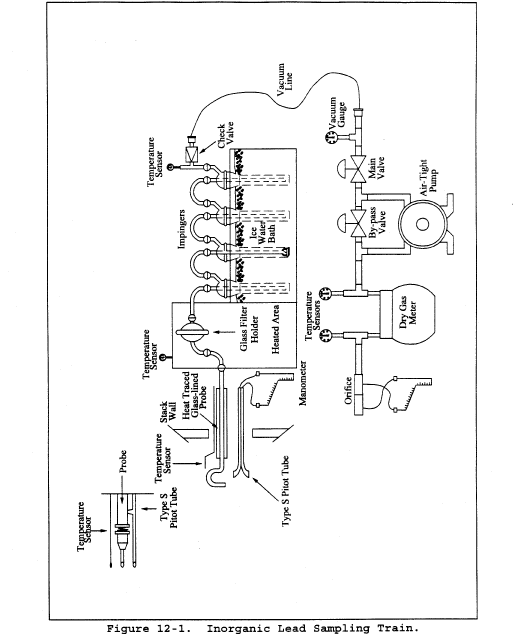 Temperature
Sensor
Probe
Type S
Pitot Tube
Temperature
Sensor
Stack
Wall
Heat Traced
Glass-lined
Probe
Temperature
Sensor
Glass Filter
Holder
Heated Area
Impingers
Ice
Water
Bath
Temperature
Sensor
Check
Valve
Vacuum
Line
Type S Pitot Tube
Manometer
Orifice
Temperature
Sensors
Dry Gas
Meter
By-pass
Valve
Air-Tight
Pump
Main
Valve
Vacuum
Gauge
Figure 12-1. Inorganic Lead Sampling Train.